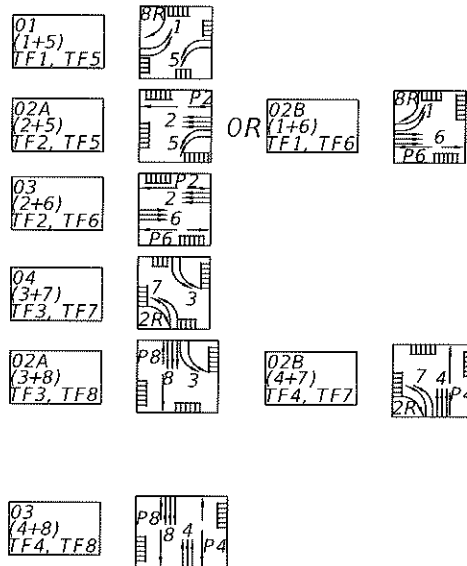 01
(1+5)
TF1, TF5
8R
1
5
02A
(2+5)
TF2, TF5
P2
2
5
OR
02B
(1+6)
TF1, TF6
8R
1
6
P6
03
(2+6)
TF2, TF6
P2
2
6
P6
04
(3+7)
TF3, TF7
7
3
2R
02A
(3+8)
TF3, TF8
P8
8
3
02B
(4+7)
TF4, TF7
7
4
2R
P4
03
(4+8)
TF4, TF8
P8
8
4
P4